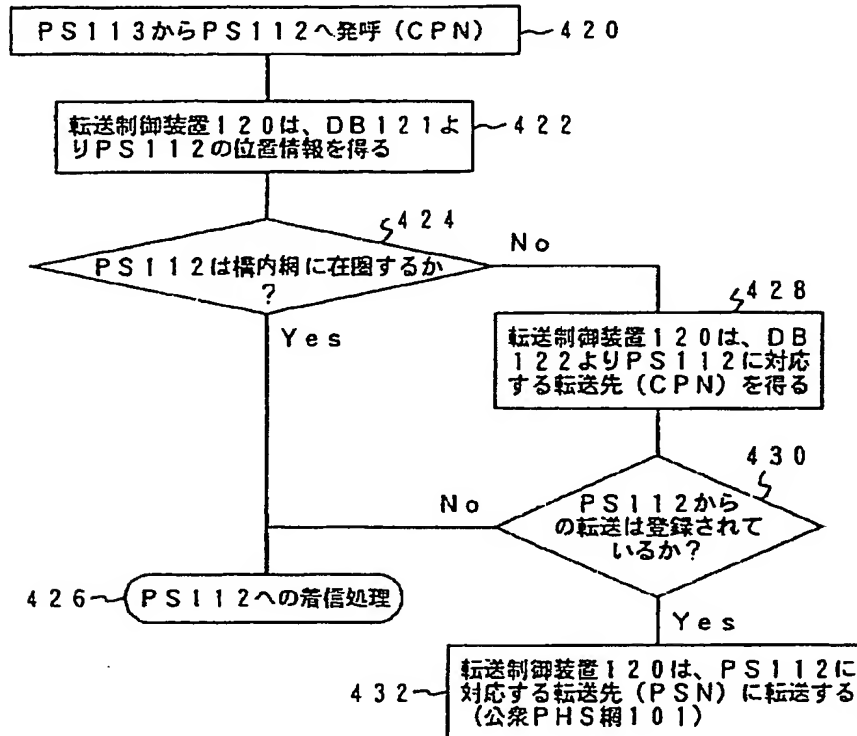 PS113からPS112へ発呼(CPN)
420
転送制御装置120は、DB121よ
りPS112の位置情報を得る
422
424
PS112は構内網に在圏するか
?
No
Yes
428
転送制御装置120は、DB
122よりPS112に対応
する転送先(CPN)を得る
430
PS112から
の転送は登録されて
いるか?
No
Yes
426
PS112への着信処理
432
転送制御装置120は、PS112に
対応する転送先(PSN)に転送する
(公衆PHS網101)